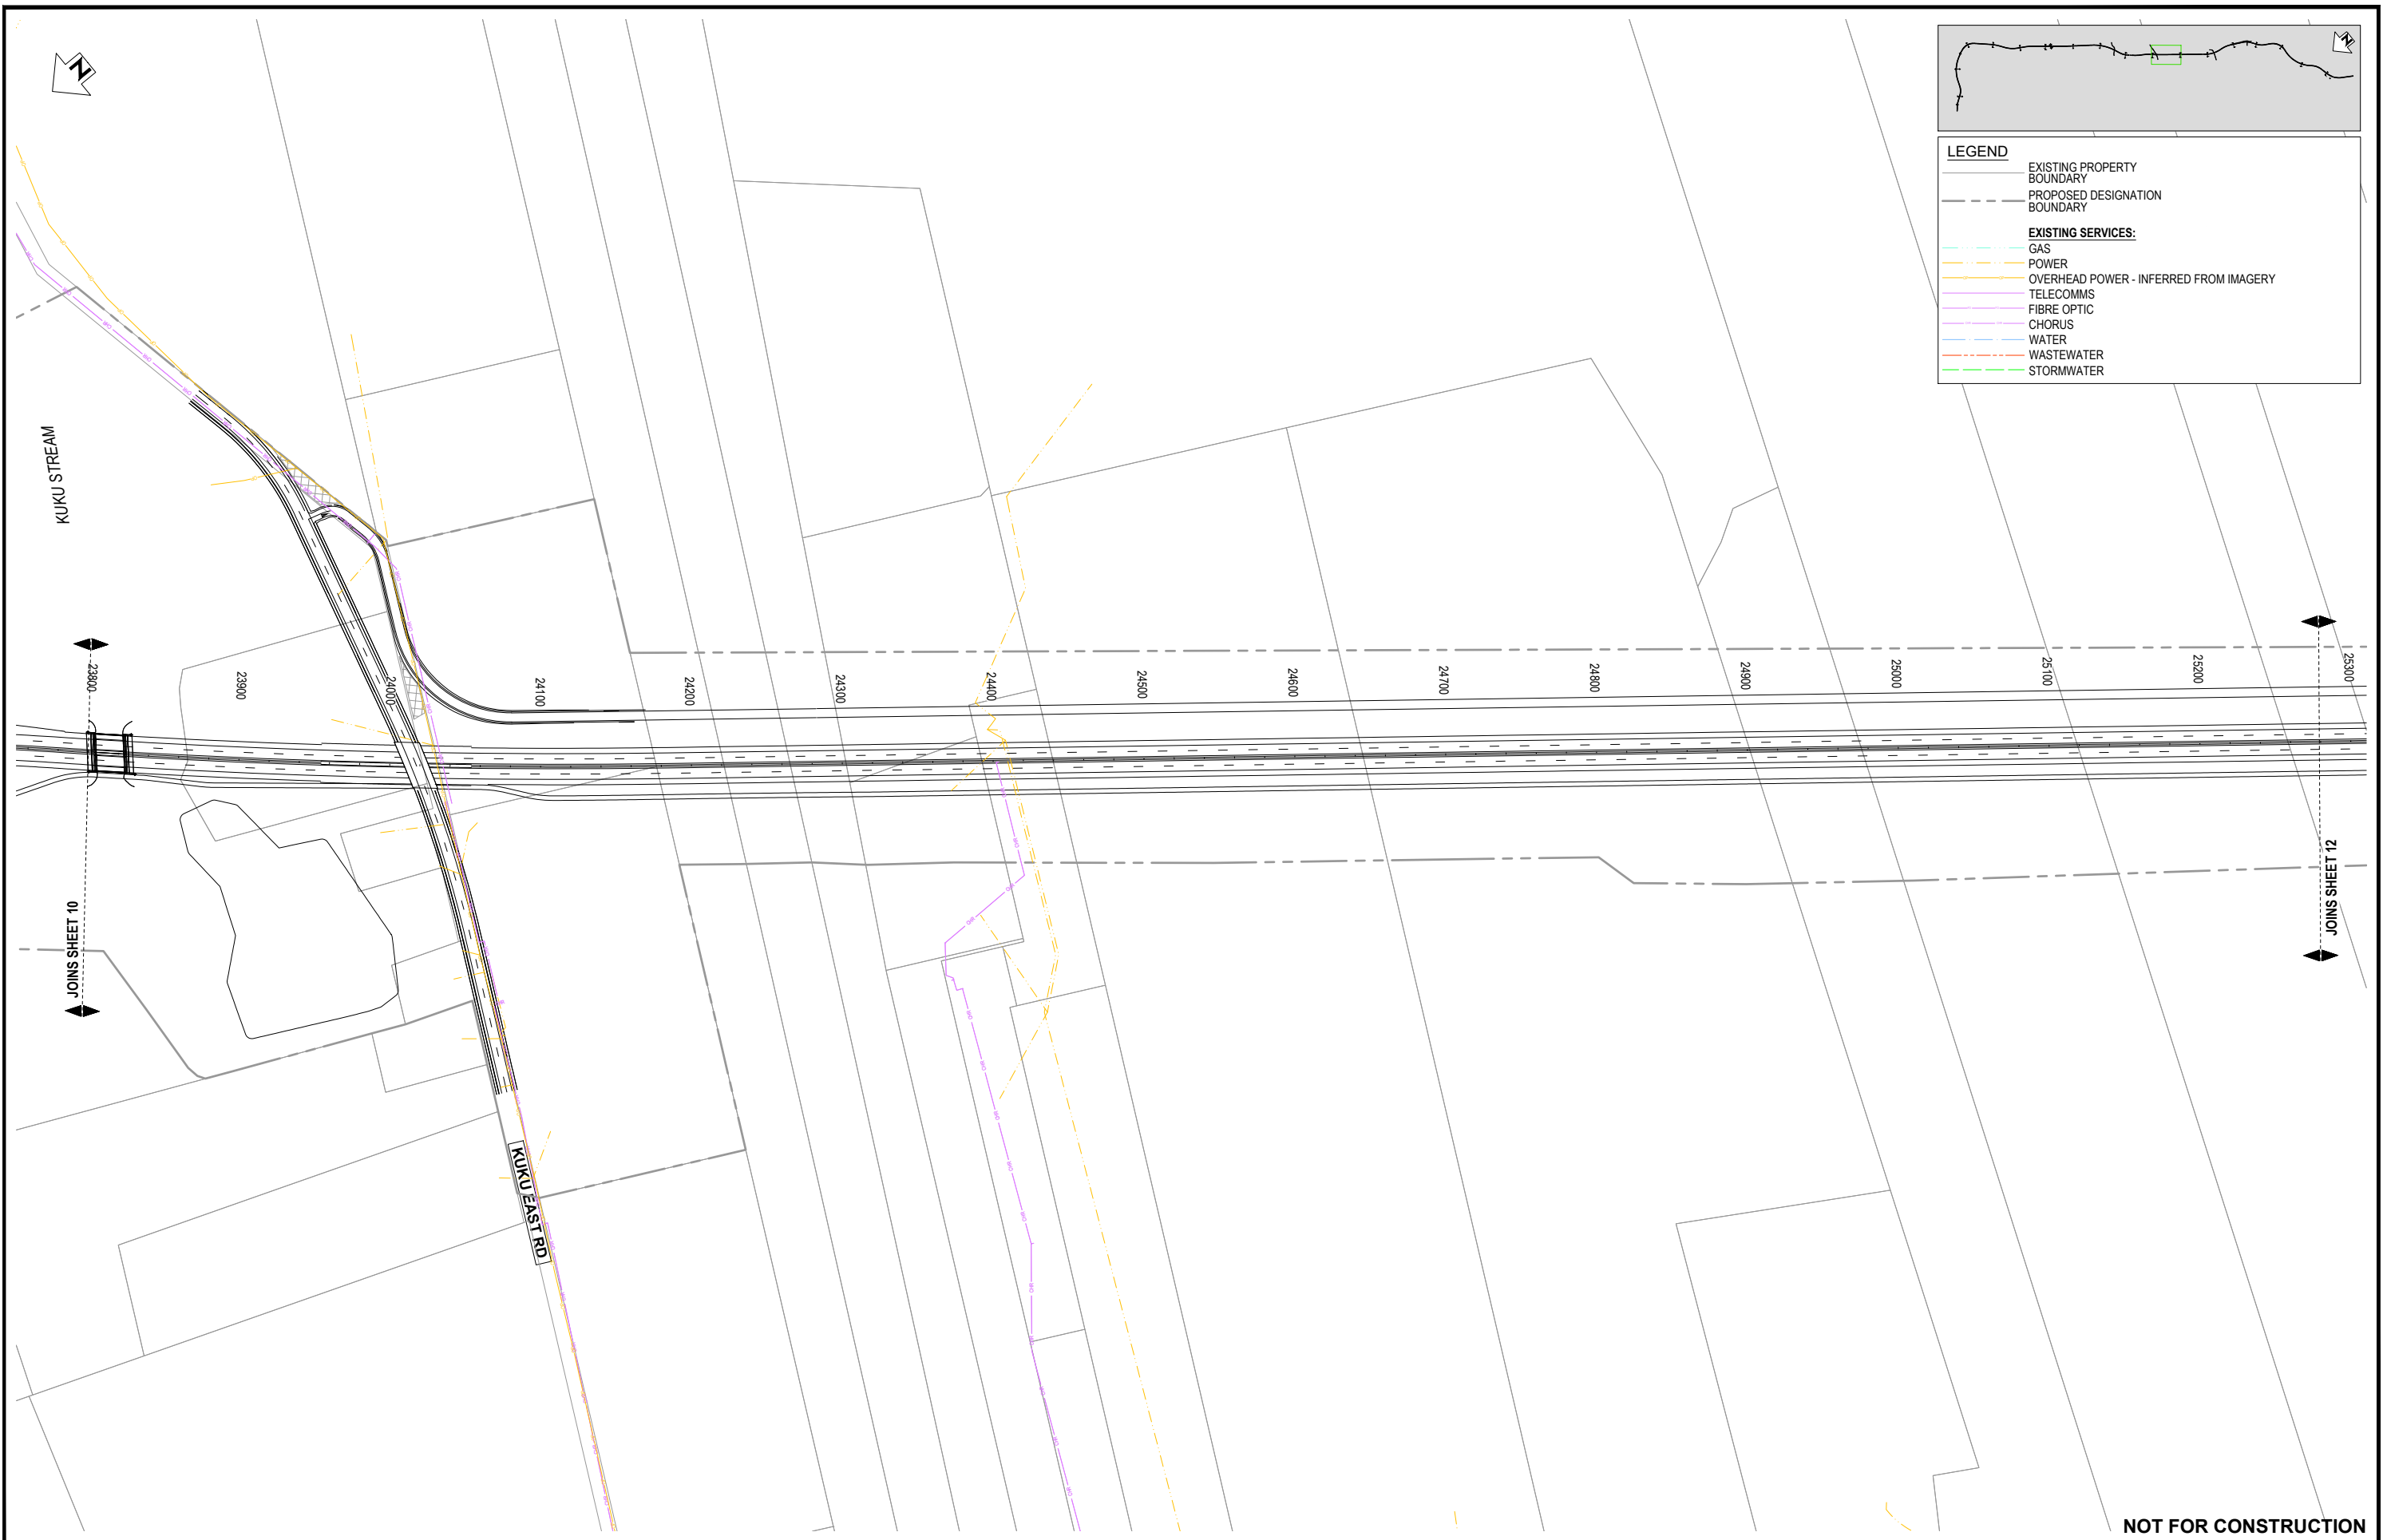 N
N
LEGEND
EXISTING PROPERTY
BOUNDARY
PROPOSED DESIGNATION
BOUNDARY
EXISTING SERVICES:
GAS
POWER
OVERHEAD POWER - INFERRED FROM IMAGERY
TELECOMMS
FIBRE OPTIC
CHORUS
WATER
WASTEWATER
STORMWATER
KUKU STREAM
23800
23900
24000
24100
24200
24300
24400
24500
24600
24700
24800
24900
25000
25100
25200
25300
JOINS SHEET 10
JOINS SHEET 12
KUKU EAST RD
NOT FOR CONSTRUCTION